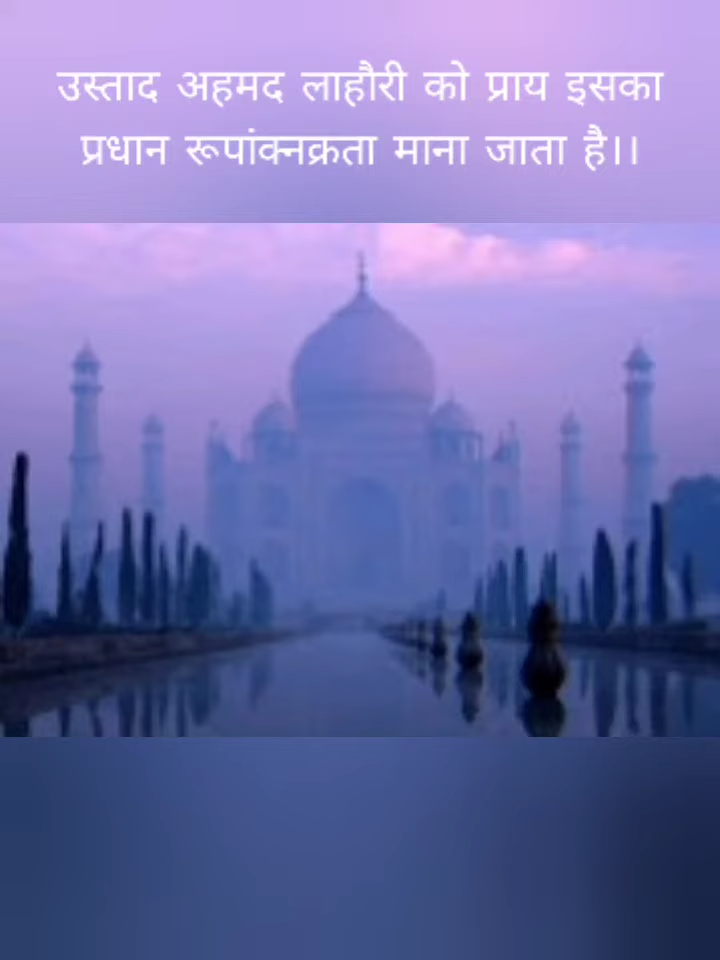 उस्ताद अहमद लाहौरी को प्राय इसका
प्रधान रूपांक्नक्रता माना जाता है।।